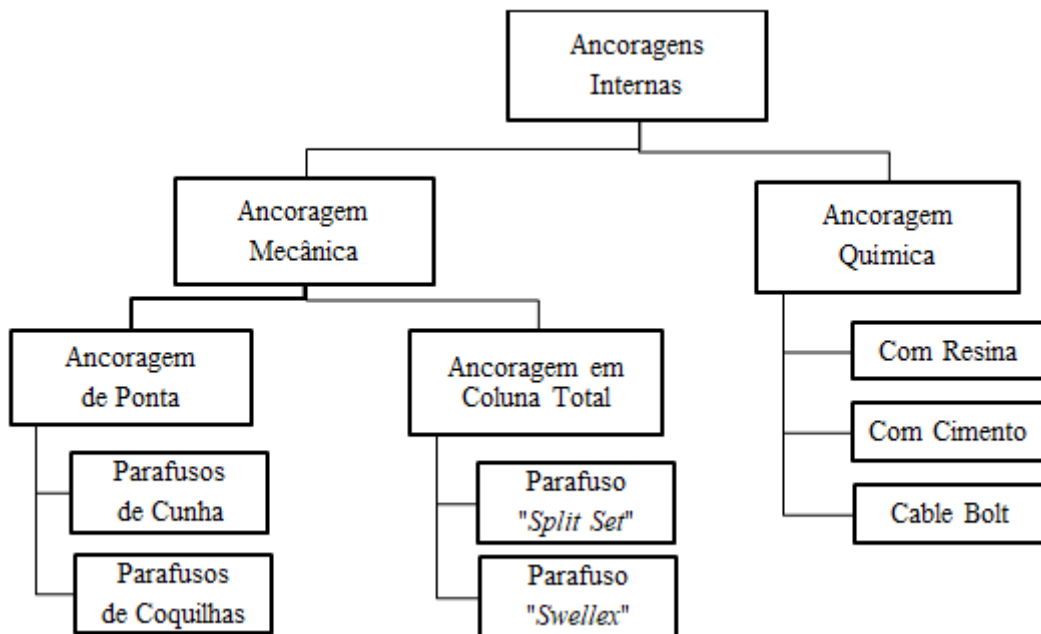 Ancoragens
Internas
Ancoragem
Mecânica
Ancoragem
Química
Ancoragem
de Ponta
Ancoragem em
Coluna Total
Parafusos
de Cunha
Parafusos
de Coquilhas
Parafuso
"Split Set"
Parafuso
"Swellex"
Com Resina
Com Cimento
Cable Bolt